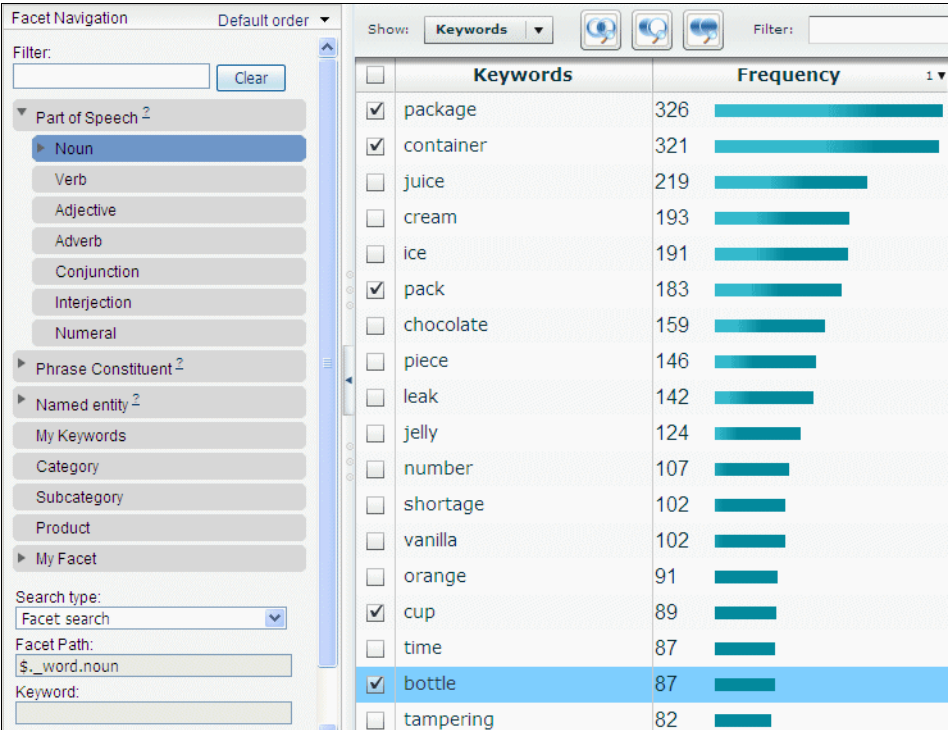 Facet Navigation Default order
Filter:
Clear
Part of Speech ?
Noun
Verb
Adjective
Adverb
Conjunction
Interjection
Numeral
Phrase Constituent ?
Named entity ?
My Keywords
Category
Subcategory
Product
My Facet
Search type:
Facet search
Facet Path:
$._word.noun
Keyword:
Show: Keywords Filter:
Keywords Frequency 1
package 326
container 321
juice 219
cream 193
ice 191
pack 183
chocolate 159
piece 146
leak 142
jelly 124
number 107
shortage 102
vanilla 102
orange 91
cup 89
time 87
bottle 87
tampering 82